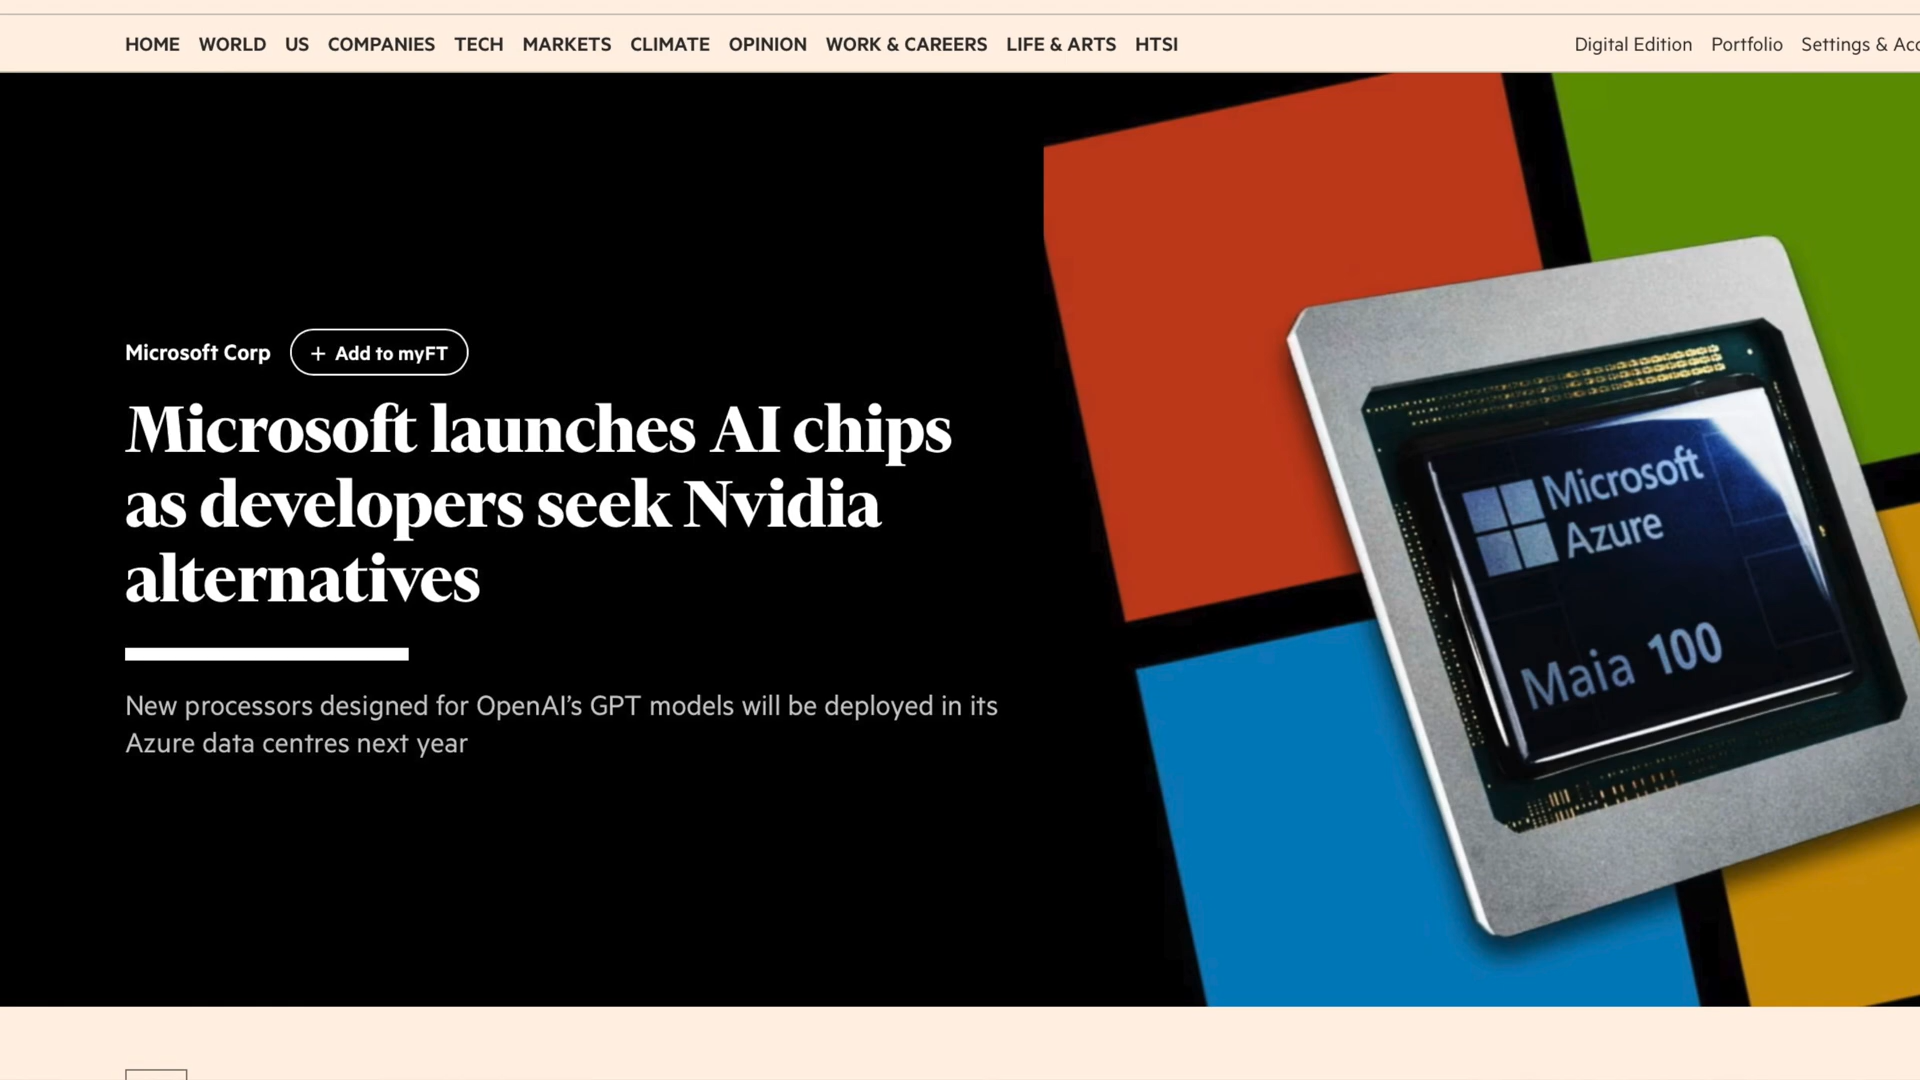 HOME WORLD US COMPANIES TECH MARKETS CLIMATE OPINION WORK & CAREERS LIFE & ARTS HTSI
Digital Edition Portfolio Settings &
Microsoft Corp + Add to myFT
Microsoft launches AI chips
as developers seek Nvidia
alternatives
New processors designed for OpenAI’s GPT models will be deployed in its
Azure data centres next year
Microsoft
Azure
Maia 100